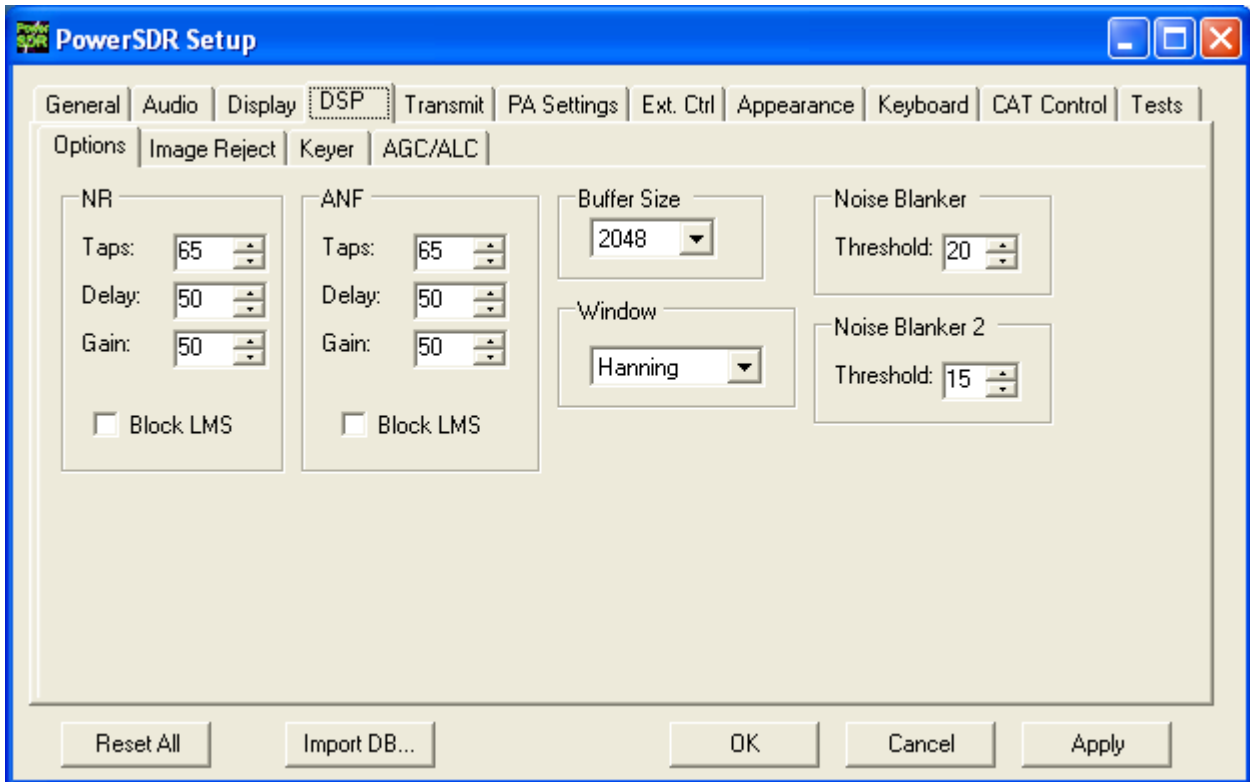 Power SDR PowerSDR Setup
General Audio Display DSP Transmit PA Settings Ext. Ctrl Appearance Keyboard CAT Control Tests
Options Image Reject Keyer AGC/ALC
NR
Taps: 65
Delay: 50
Gain: 50
Block LMS
ANF
Taps: 65
Delay: 50
Gain: 50
Block LMS
Buffer Size
2048
Window
Hanning
Noise Blanker
Threshold: 20
Noise Blanker 2
Threshold: 15
Reset All Import DB... OK Cancel Apply